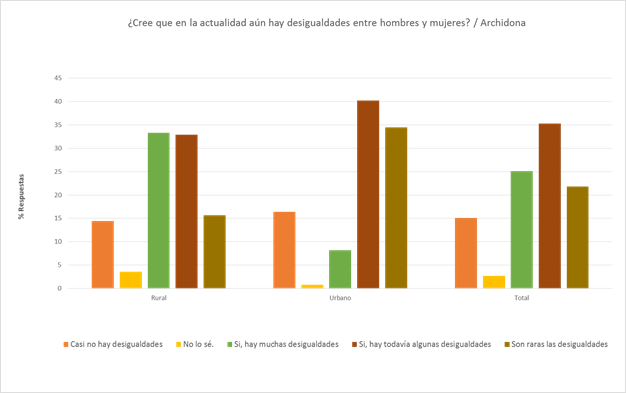 ¿Cree que en la actualidad aún hay desigualdades entre hombres y mujeres? / Archidona
45
40
35
30
25
20
15
10
5
0
% Respuestas
Rural Urbano Total
Casi no hay desigualdades No lo sé. Si, hay muchas desigualdades Si, hay todavía algunas desigualdades Son raras las desigualdades